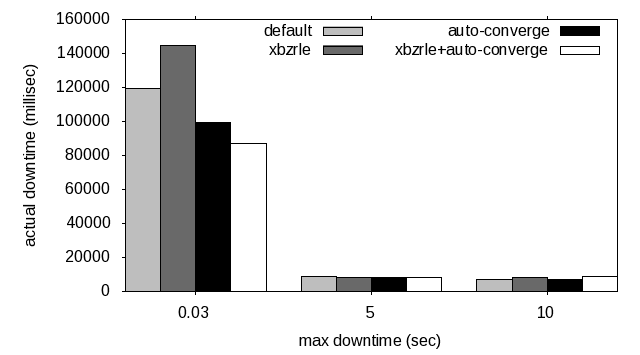 160000
140000
120000
100000
80000
60000
40000
20000
0
actual downtime (millisec)
default
xbzrle
auto-converge
xbzrle+auto-converge
0.03 5 10
max downtime (sec)